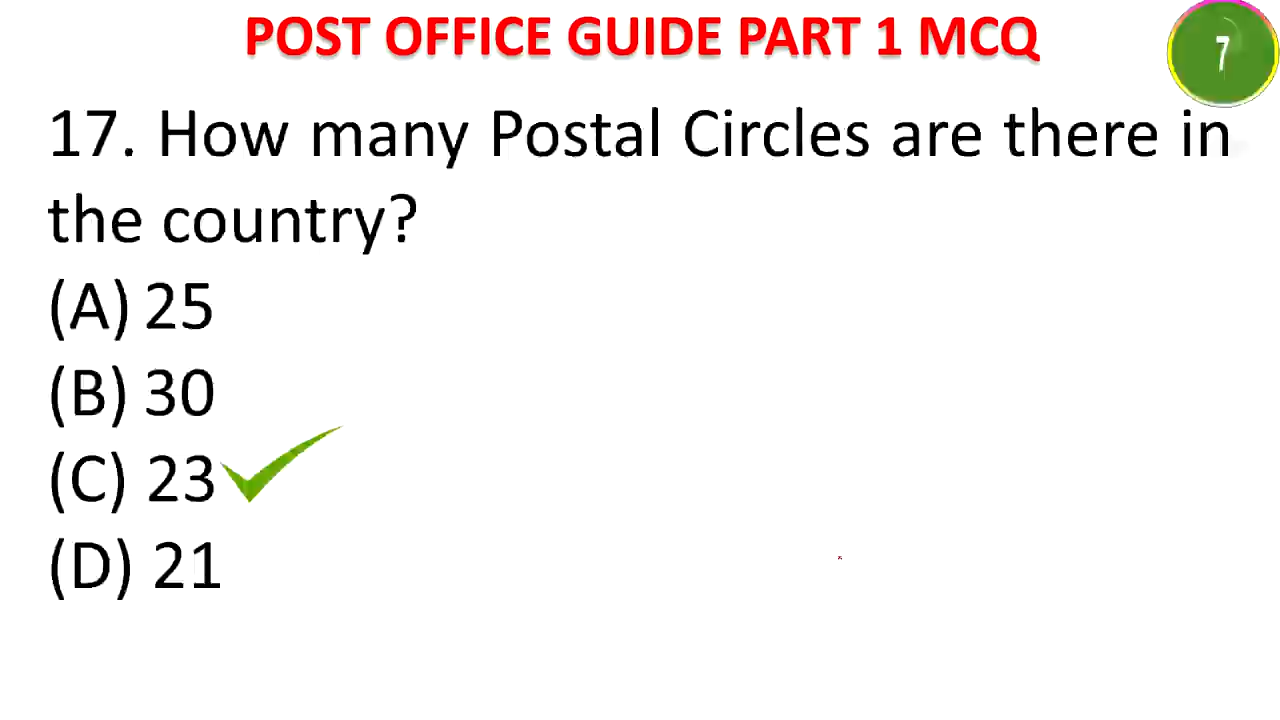 POST OFFICE GUIDE PART 1 MCQ
7
17. How many Postal Circles are there in
the country?
(A) 25
(B) 30
(C) 23
(D) 21